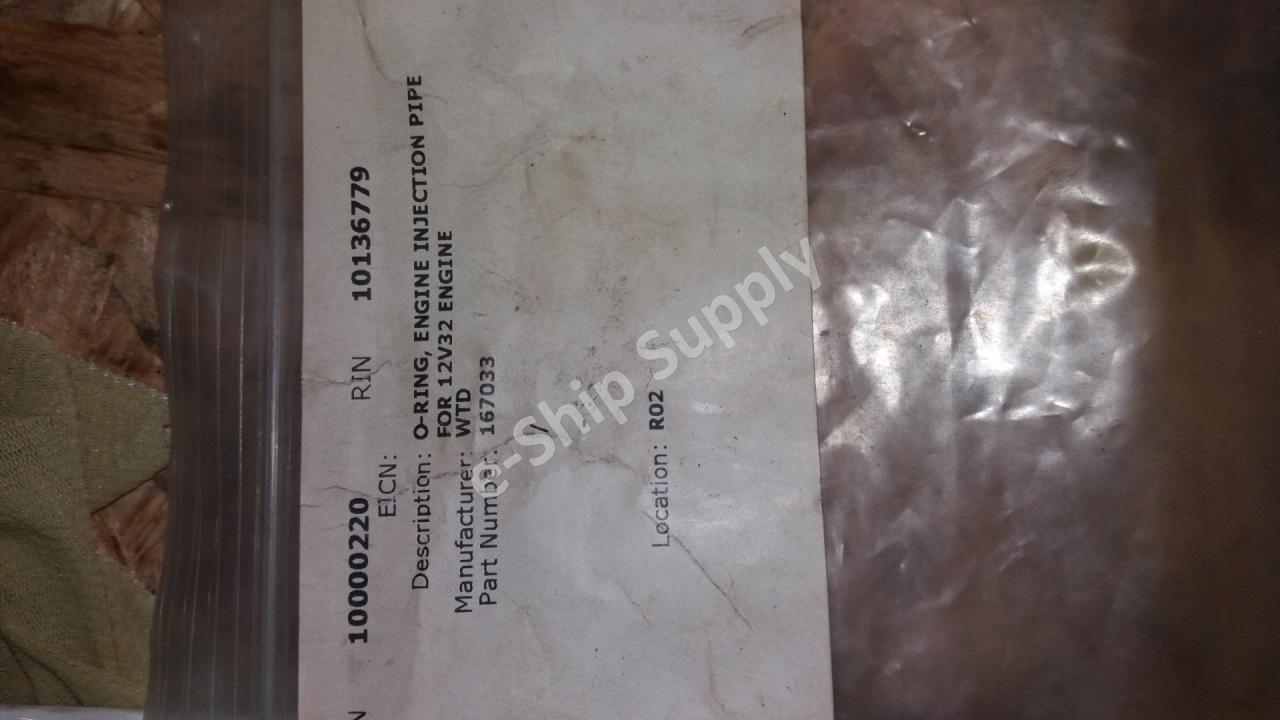 N 10000220 RIN 10136779
EICN:
Description: O-RING, ENGINE INJECTION PIPE
FOR 12V32 ENGINE
Manufacturer: WTD
Part Number: 167033
Location: R02
e-Ship Supply